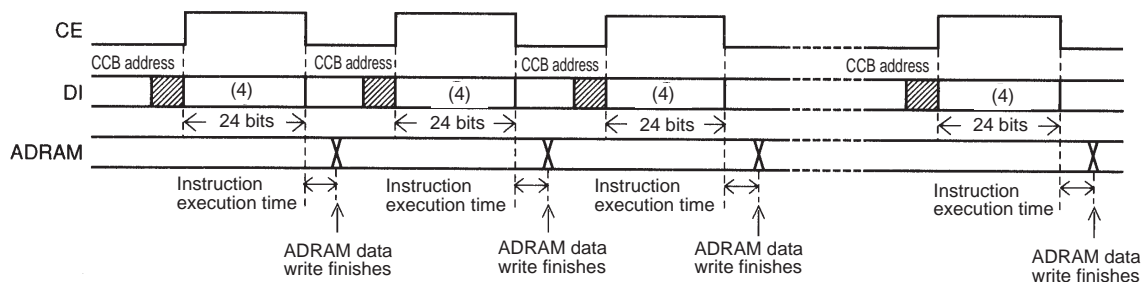 CE
CCB address CCB address CCB address CCB address
DI (4) (4) (4) (4)
24 bits 24 bits 24 bits 24 bits
ADRAM
Instruction execution time
Instruction execution time
Instruction execution time
Instruction execution time
ADRAM data write finishes
ADRAM data write finishes
ADRAM data write finishes
ADRAM data write finishes